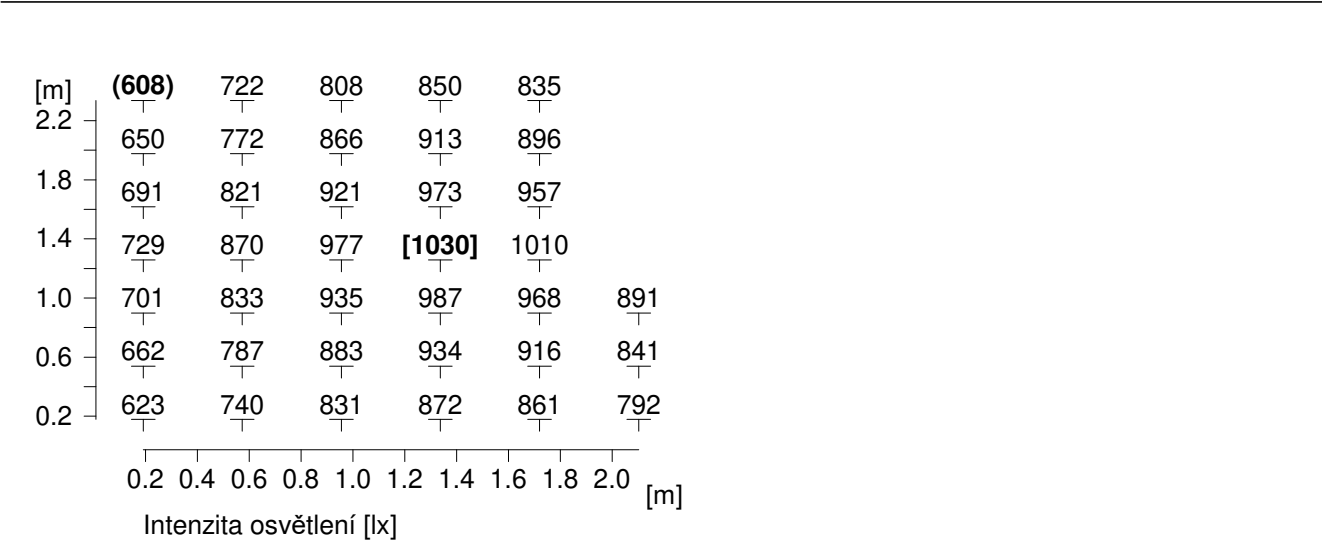 [m] (608) 722 808 850 835
2.2
650 772 866 913 896
1.8
691 821 921 973 957
1.4 729 870 977 [1030] 1010
1.0 701 833 935 987 968 891
0.6 662 787 883 934 916 841
0.2 623 740 831 872 861 792
0.2 0.4 0.6 0.8 1.0 1.2 1.4 1.6 1.8 2.0 [m]
Intenzita osvětlení [lx]